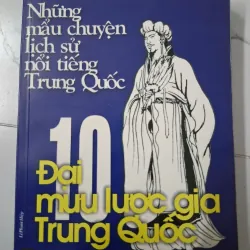 Những
mẩu chuyện
lịch sử
nổi tiếng
Trung Quốc
10
Đại
mưu lược gia
Trung Quốc